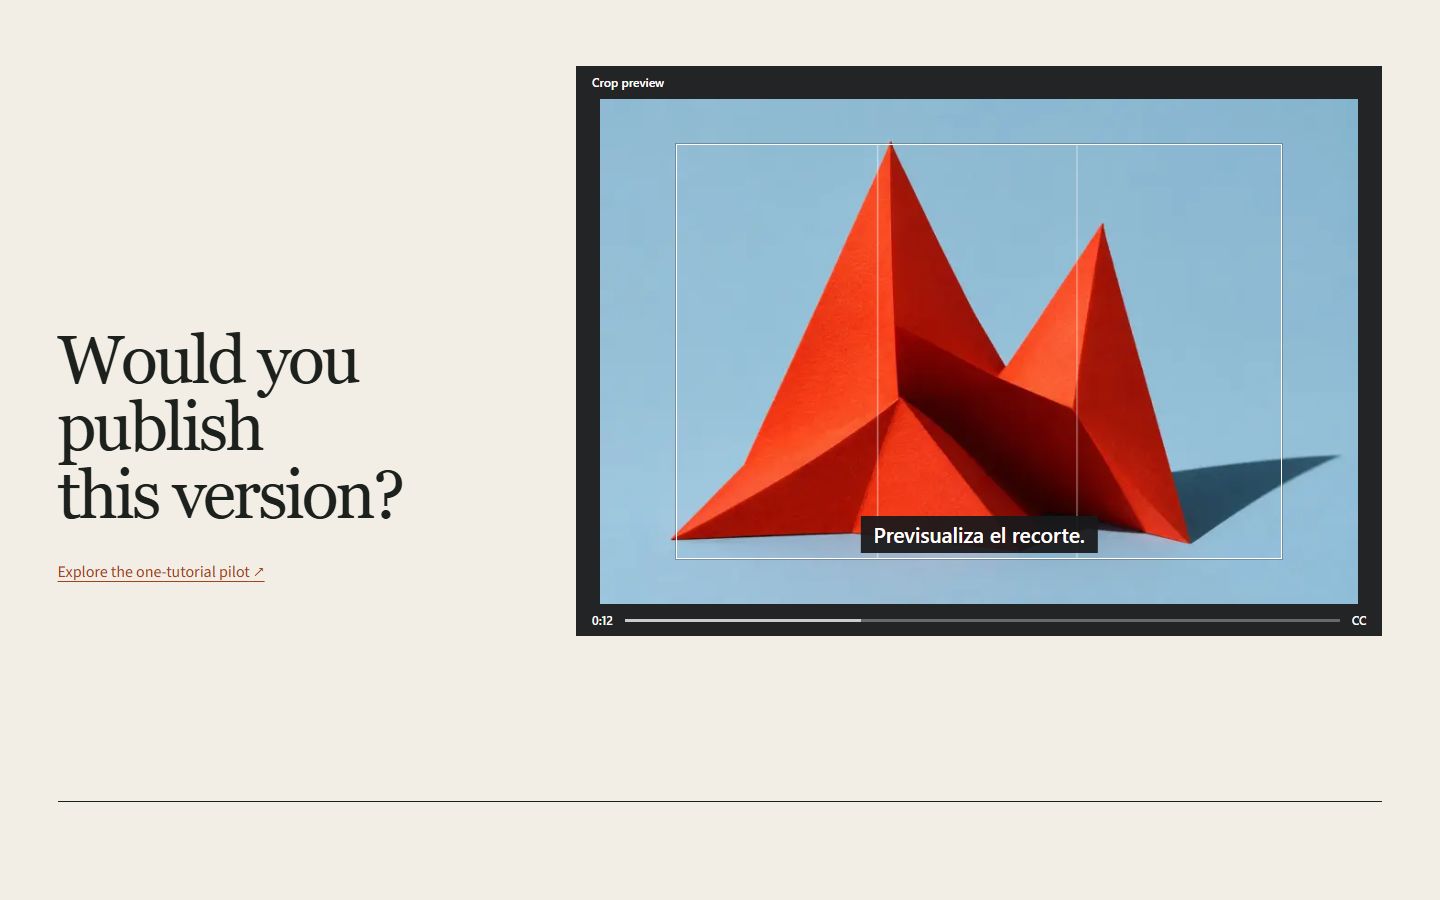 Crop preview
Would you
publish
this version?
Previsualiza el recorte.
Explore the one-tutorial pilot ↗
0:12
CC